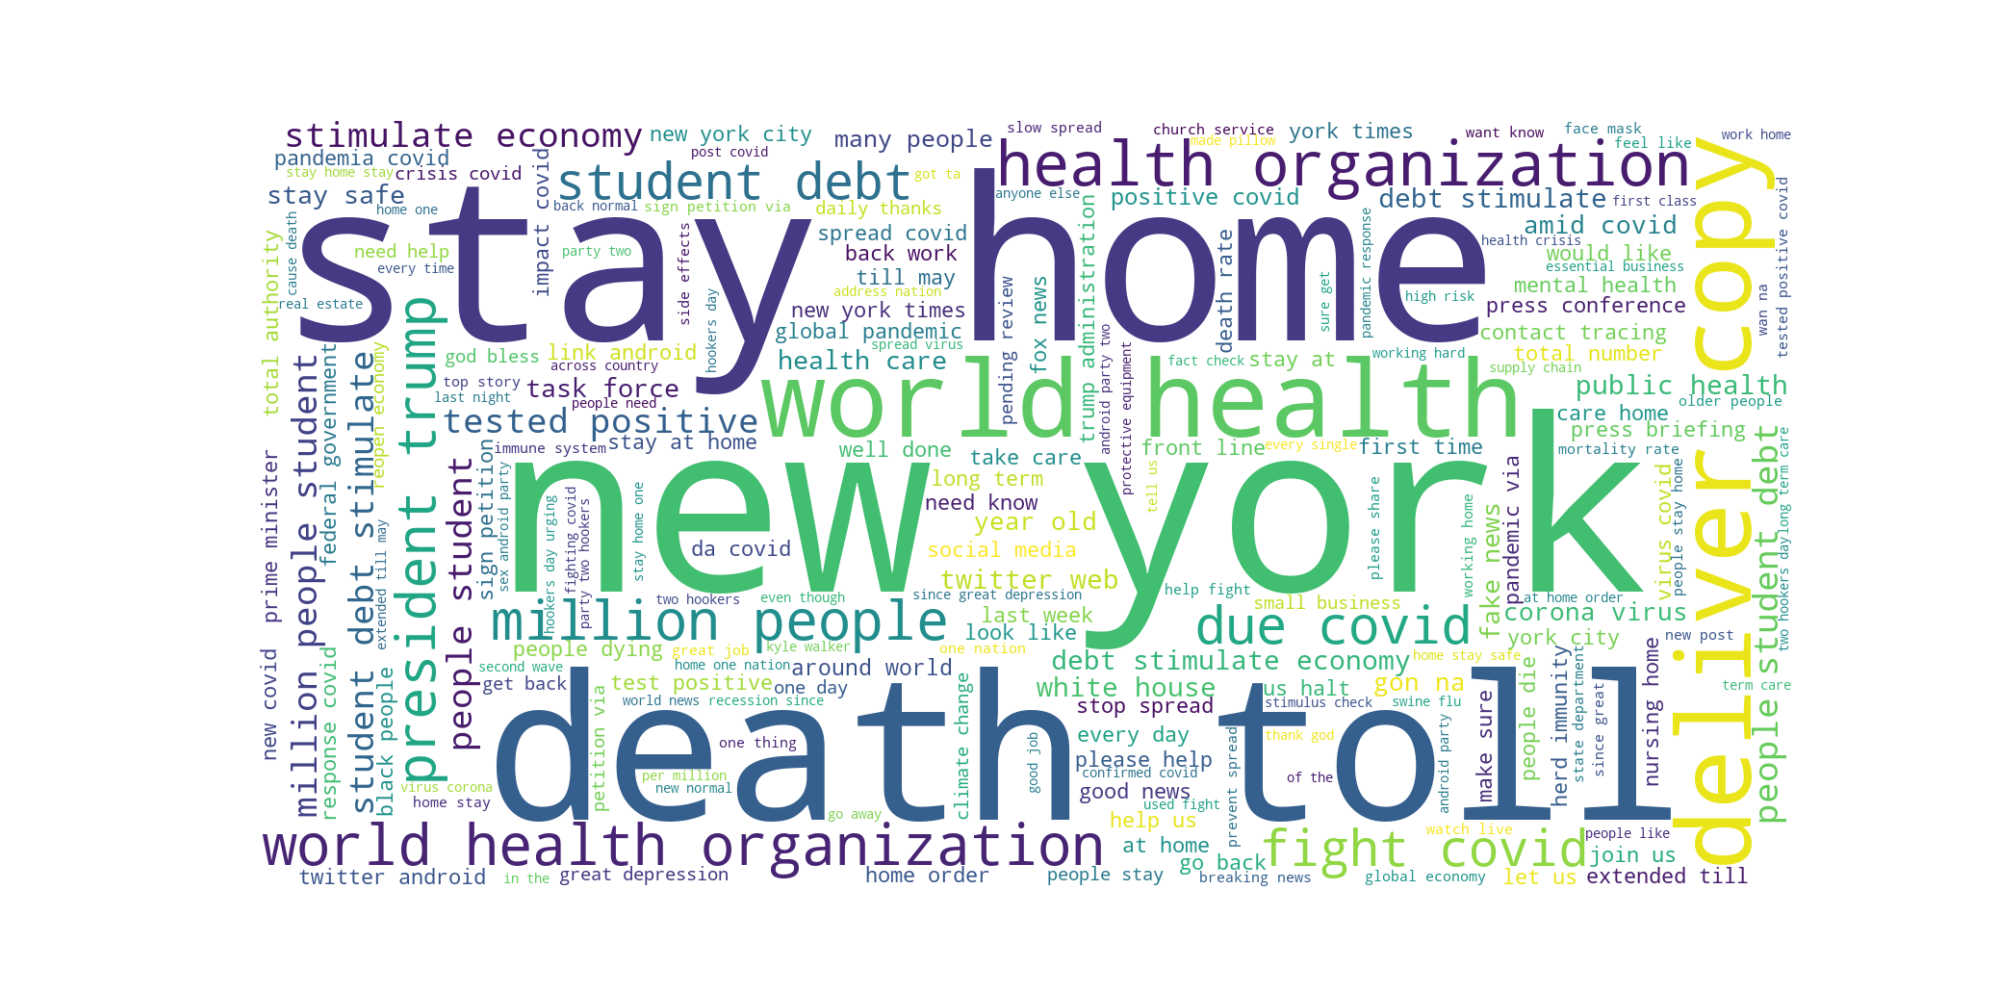 stimulate economy
new york city
many people
slow spread
church service
york times
want know
face mask
work home
post covid
made pillow
feel like
pandemia covid
health organization
stay home stay
crisis covid
student debt
got ta
anyone else
stay safe
home one
impact covid
back normal
sign petition via
daily thanks
positive covid
debt stimulate
first class
need help
every time
party two
spread covid
back work
till may
amid covid
health crisis
would like
essential business
mental health
real estate
stay home
address nation
new york times
global pandemic
spread virus
high risk
press conference
contact tracing
total number
supply chain
god bless
link android
across country
health care
fact check
stay at
working hard
top story
last night
task force
people need
world health
public health
older people
care home
press briefing
tested positive
immune system
stay at home
well done
take care
front line
every single
first time
mortality rate
long term
need know
year old
new york
da covid
social media
twitter web
since great depression
help fight
at home order
two hookers
even though
last week
small business
corona virus
million people
look like
due covid
york city
new post
people dying
great job
kyle walker
one nation
second wave
home one nation
around world
debt stimulate economy
home stay safe
get back
test positive
one day
white house
us halt
gon na
term care
world news
recession since
stop spread
stimulus check
swine flu
death toll
one thing
every day
thank god
please help
per million
confirmed covid
of the
virus corona
new normal
good news
home stay
go away
used fight
help us
watch live
people like
world health organization
at home
fight covid
go back
join us
twitter android
in the
great depression
home order
people stay
breaking news
global economy
let us
extended till
total authority
cause death
prime minister
new covid
million people student
federal government
response covid
student debt stimulate
reopen economy
extended till may
black people
president trump
people student
sign petition
sex android party
hookers day urging
fighting covid
party two hookers
petition via
stay home one
side effects
hookers day
climate change
pending review
fox news
good job
trump administration
android party two
protective equipment
tell us
death rate
prevent spread
sure get
pandemic response
please share
android party
working home
fake news
make sure
pandemic via
people die
herd immunity
state department
since great
nursing home
virus covid
people stay home
deliver copy
wan na
tested positive covid
people student debt
long term care
two hookers day